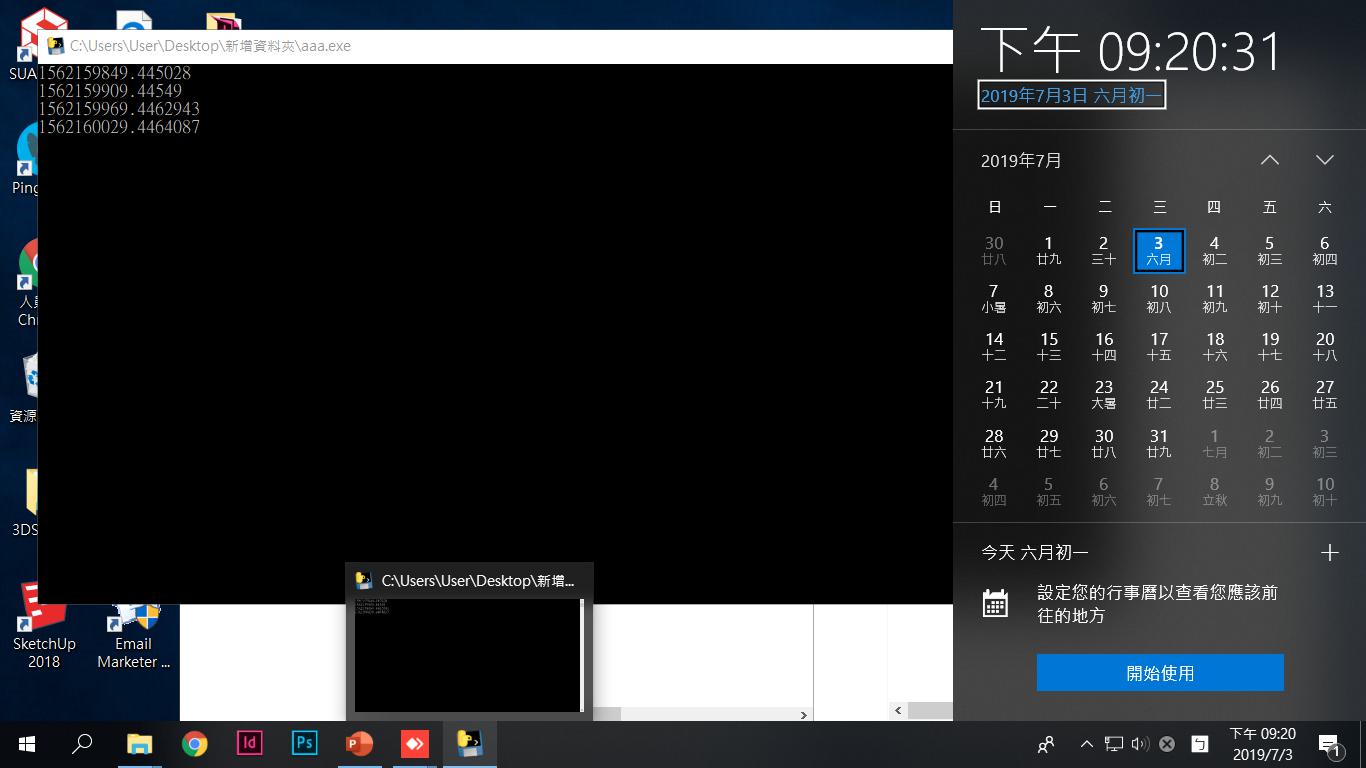 C:\Users\User\Desktop\新增資料夾\aaa.exe
1562159849.445028
1562159909.44549
1562159969.4462943
1562160029.4464087
SUA
Ping
人
Chr
資源
3DS
SketchUp
2018
Email
Marketer ...
C:\Users\User\Desktop\新增...
下午 09:20:31
2019年7月3日 六月初一
2019年7月
日 一 二 三 四 五 六
30 1 2 3 4 5 6
廿八 廿九 三十 六月 初二 初三 初四
7 8 9 10 11 12 13
小暑 初六 初七 初八 初九 初十 十一
14 15 16 17 18 19 20
十二 十三 十四 十五 十六 十七 十八
21 22 23 24 25 26 27
十九 二十 大暑 廿二 廿三 廿四 廿五
28 29 30 31 1 2 3
廿六 廿七 廿八 廿九 七月 初二 初三
4 5 6 7 8 9 10
初四 初五 初六 初七 立秋 初九 初十
今天 六月初一
設定您的行事曆以查看您應該前
往的地方
開始使用
Id Ps P
ㄅ
下午 09:20
2019/7/3
1